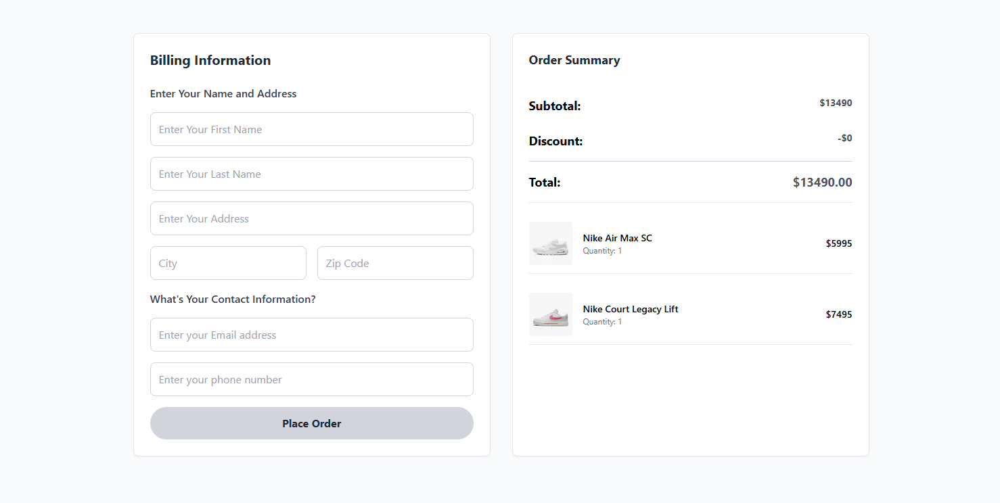 Billing Information
Enter Your Name and Address
Enter Your First Name
Enter Your Last Name
Enter Your Address
City Zip Code
What's Your Contact Information?
Enter your Email address
Enter your phone number
Place Order
Order Summary
Subtotal: $13490
Discount: -$0
Total: $13490.00
Nike Air Max SC
Quantity: 1
$5995
Nike Court Legacy Lift
Quantity: 1
$7495